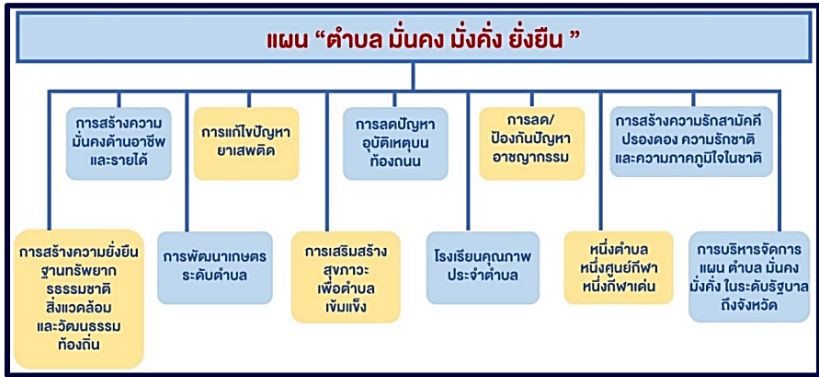 แผน “ตำบล มั่นคง มั่งคั่ง ยั่งยืน ”
การสร้างความ
มั่นคงด้านอาชีพ
และรายได้
การแก้ไขปัญหา
ยาเสพติด
การลดปัญหา
อุบัติเหตุบน
ท้องถนน
การลด/
ป้องกันปัญหา
อาชญากรรม
การสร้างความรักสามัคคี
ปรองดอง ความรักชาติ
และความภาคภูมิใจในชาติ
การสร้างความยั่งยืน
ฐานทรัพยาก
รธรรมชาติ
สิ่งแวดล้อม
และวัฒนธรรม
ท้องถิ่น
การพัฒนาเกษตร
ระดับตำบล
การเสริมสร้าง
สุขภาวะ
เพื่อตำบล
เข้มแข็ง
โรงเรียนคุณภาพ
ประจำตำบล
หนึ่งตำบล
หนึ่งศูนย์กีฬา
หนึ่งกีฬาเด่น
การบริหารจัดการ
แผน ตำบล มั่นคง
มั่งคั่ง ในระดับรัฐบาล
ถึงจังหวัด